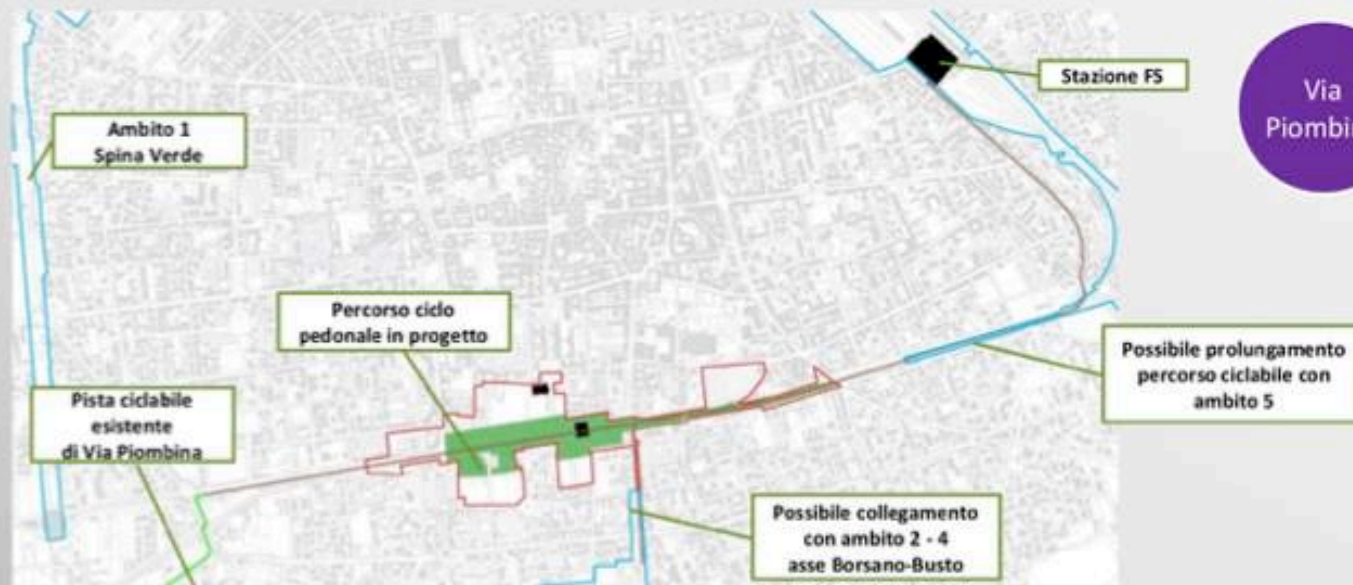 Stazione FS
Via
Ambito 1
Spina Verde
Percorso ciclo
pedonale in progetto
Possibile prolungamento
percorso ciclabile con
ambito 5
Pista ciclabile
esistente
di Via Piombina
Possibile collegamento
con ambito 2 - 4
asse Borsano-Busto